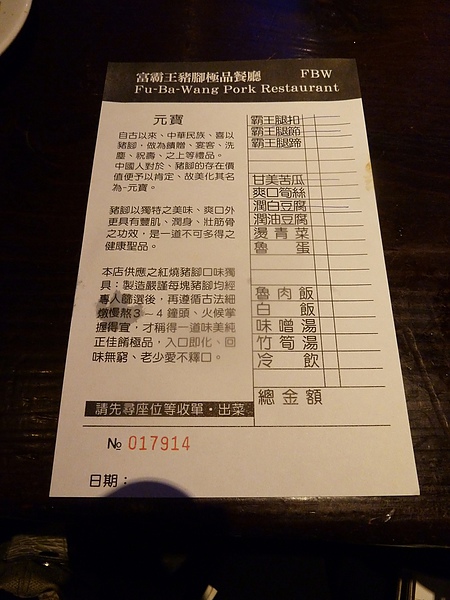 富霸王豬腳極品餐廳 FBW
Fu-Ba-Wang Pork Restaurant
元寶
自古以來、中華民族、喜以
豬腳，做為饋贈、宴客、洗
塵、祝壽、之上等禮品。
中國人對於、豬腳的存在價
值便予以肯定、故美化其名
為-元寶。
豬腳以獨特之美味、爽口外
更具有豐肌、潤身、壯筋骨
之功效，是一道不可多得之
健康聖品。
本店供應之紅燒豬腳口味獨
具：製造嚴謹每塊豬腳均經
專人篩選後，再遵循古法細
燉慢熬3～4鐘頭、火候掌
握得宜，才稱得一道味美純
正佳餚極品，入口即化、回
味無窮、老少愛不釋口。
請先尋座位等收單·出菜
霸王腿扣
霸王腿節
霸王腿蹄
甘美苦瓜
爽口筍絲
潤白豆腐
潤油豆腐
燙青菜
魯蛋
魯肉飯
白飯
味噌湯
竹筍湯
冷飲
總金額
№ 017914
日期：